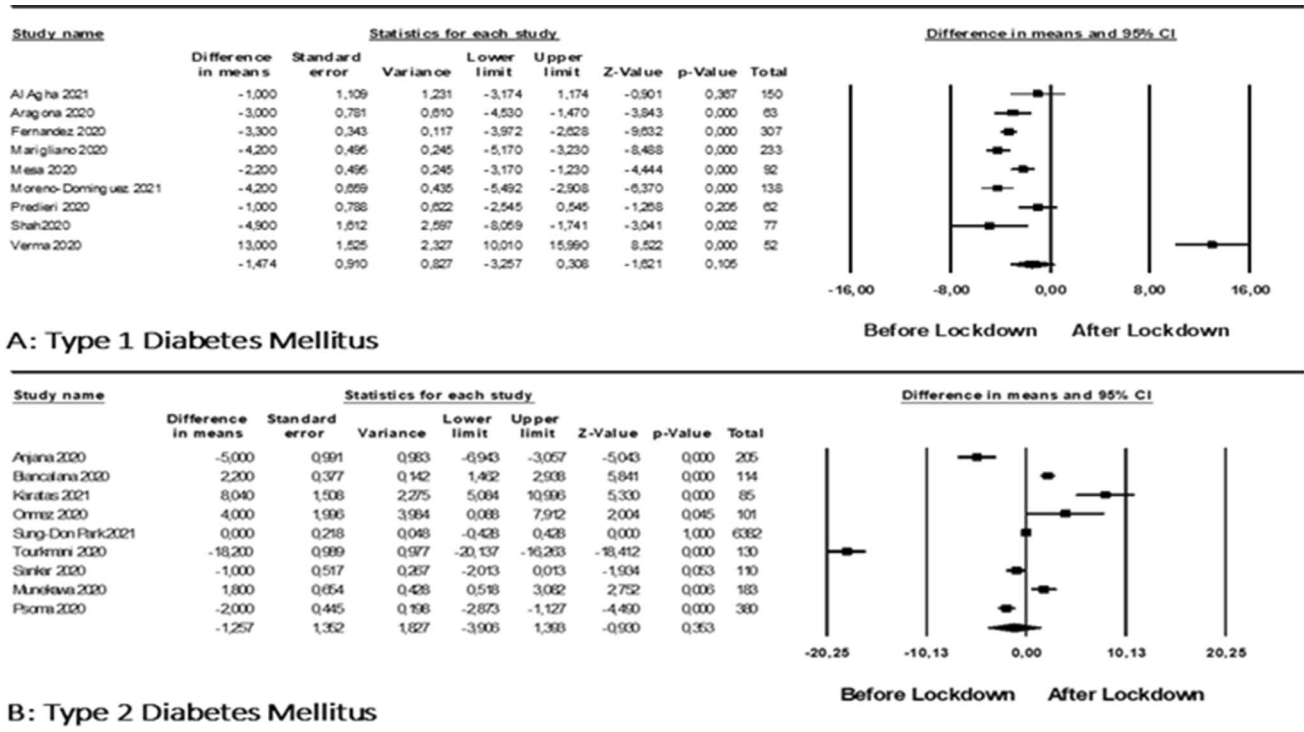 Study name Statistics for each study Difference in means and 95% CI
Difference in means Standard error Variance Lower limit Upper limit Z-Value p-Value Total
Al Agha 2021 -1,000 1,109 1,231 -3,174 1,174 -0,901 0,367 150
Aragona 2020 -3,000 0,781 0,610 -4,530 -1,470 -3,843 0,000 63
Fernandez 2020 -3,300 0,343 0,117 -3,972 -2,628 -9,632 0,000 307
Marigliano 2020 -4,200 0,495 0,245 -5,170 -3,230 -8,488 0,000 233
Mesa 2020 -2,200 0,495 0,245 -3,170 -1,230 -4,444 0,000 92
Moreno-Dominguez 2021 -4,200 0,659 0,435 -5,492 -2,908 -6,370 0,000 138
Predieri 2020 -1,000 0,788 0,622 -2,545 0,545 -1,268 0,205 62
Shah2020 -4,900 1,612 2,597 -8,059 -1,741 -3,041 0,002 77
Verma 2020 13,000 1,525 2,327 10,010 15,990 8,522 0,000 52
-1,474 0,910 0,827 -3,257 0,308 -1,621 0,105
-16,00 -8,00 0,00 8,00 16,00
Before Lockdown After Lockdown
A: Type 1 Diabetes Mellitus
Study name Statistics for each study Difference in means and 95% CI
Difference in means Standard error Variance Lower limit Upper limit Z-Value p-Value Total
Anjana 2020 -5,000 0,991 0,983 -6,943 -3,057 -5,043 0,000 205
Biancalana 2020 2,200 0,377 0,142 1,462 2,938 5,841 0,000 114
Karatas 2021 8,040 1,508 2,275 5,084 10,996 5,330 0,000 85
Onmez 2020 4,000 1,996 3,984 0,088 7,912 2,004 0,045 101
Sung-Don Park2021 0,000 0,218 0,048 -0,428 0,428 0,000 1,000 6382
Tourkmani 2020 -18,200 0,989 0,977 -20,137 -16,263 -18,412 0,000 130
Sankar 2020 -1,000 0,517 0,267 -2,013 0,013 -1,934 0,053 110
Munekawa 2020 1,800 0,654 0,428 0,518 3,082 2,752 0,006 183
Psoma 2020 -2,000 0,445 0,198 -2,873 -1,127 -4,490 0,000 380
-1,257 1,352 1,827 -3,906 1,393 -0,930 0,353
-20,25 -10,13 0,00 10,13 20,25
Before Lockdown After Lockdown
B: Type 2 Diabetes Mellitus